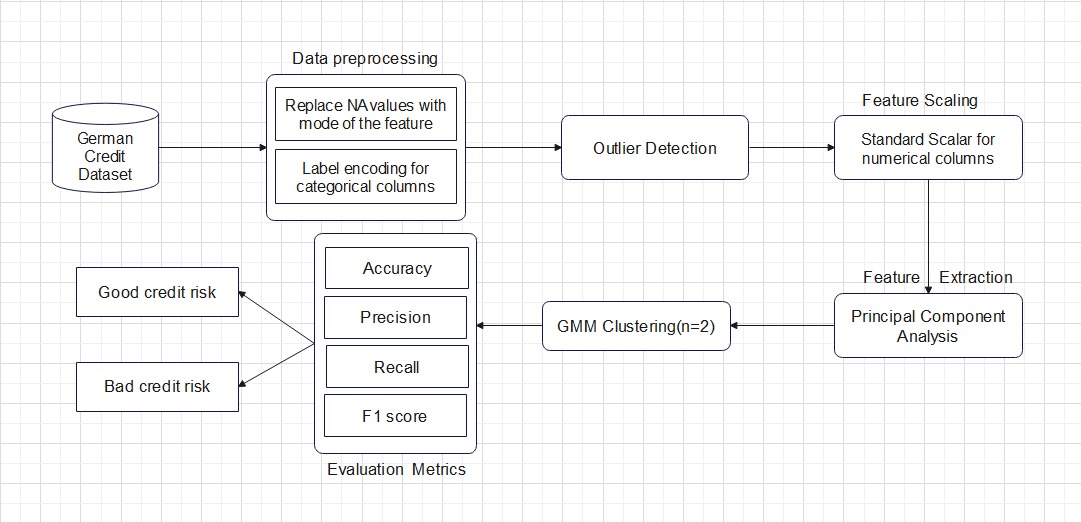 Data preprocessing
German
Credit
Dataset
Replace NA values with
mode of the feature
Label encoding for
categorical columns
Outlier Detection
Feature Scaling
Standard Scalar for
numerical columns
Feature Extraction
Principal Component
Analysis
GMM Clustering(n=2)
Accuracy
Precision
Recall
F1 score
Evaluation Metrics
Good credit risk
Bad credit risk